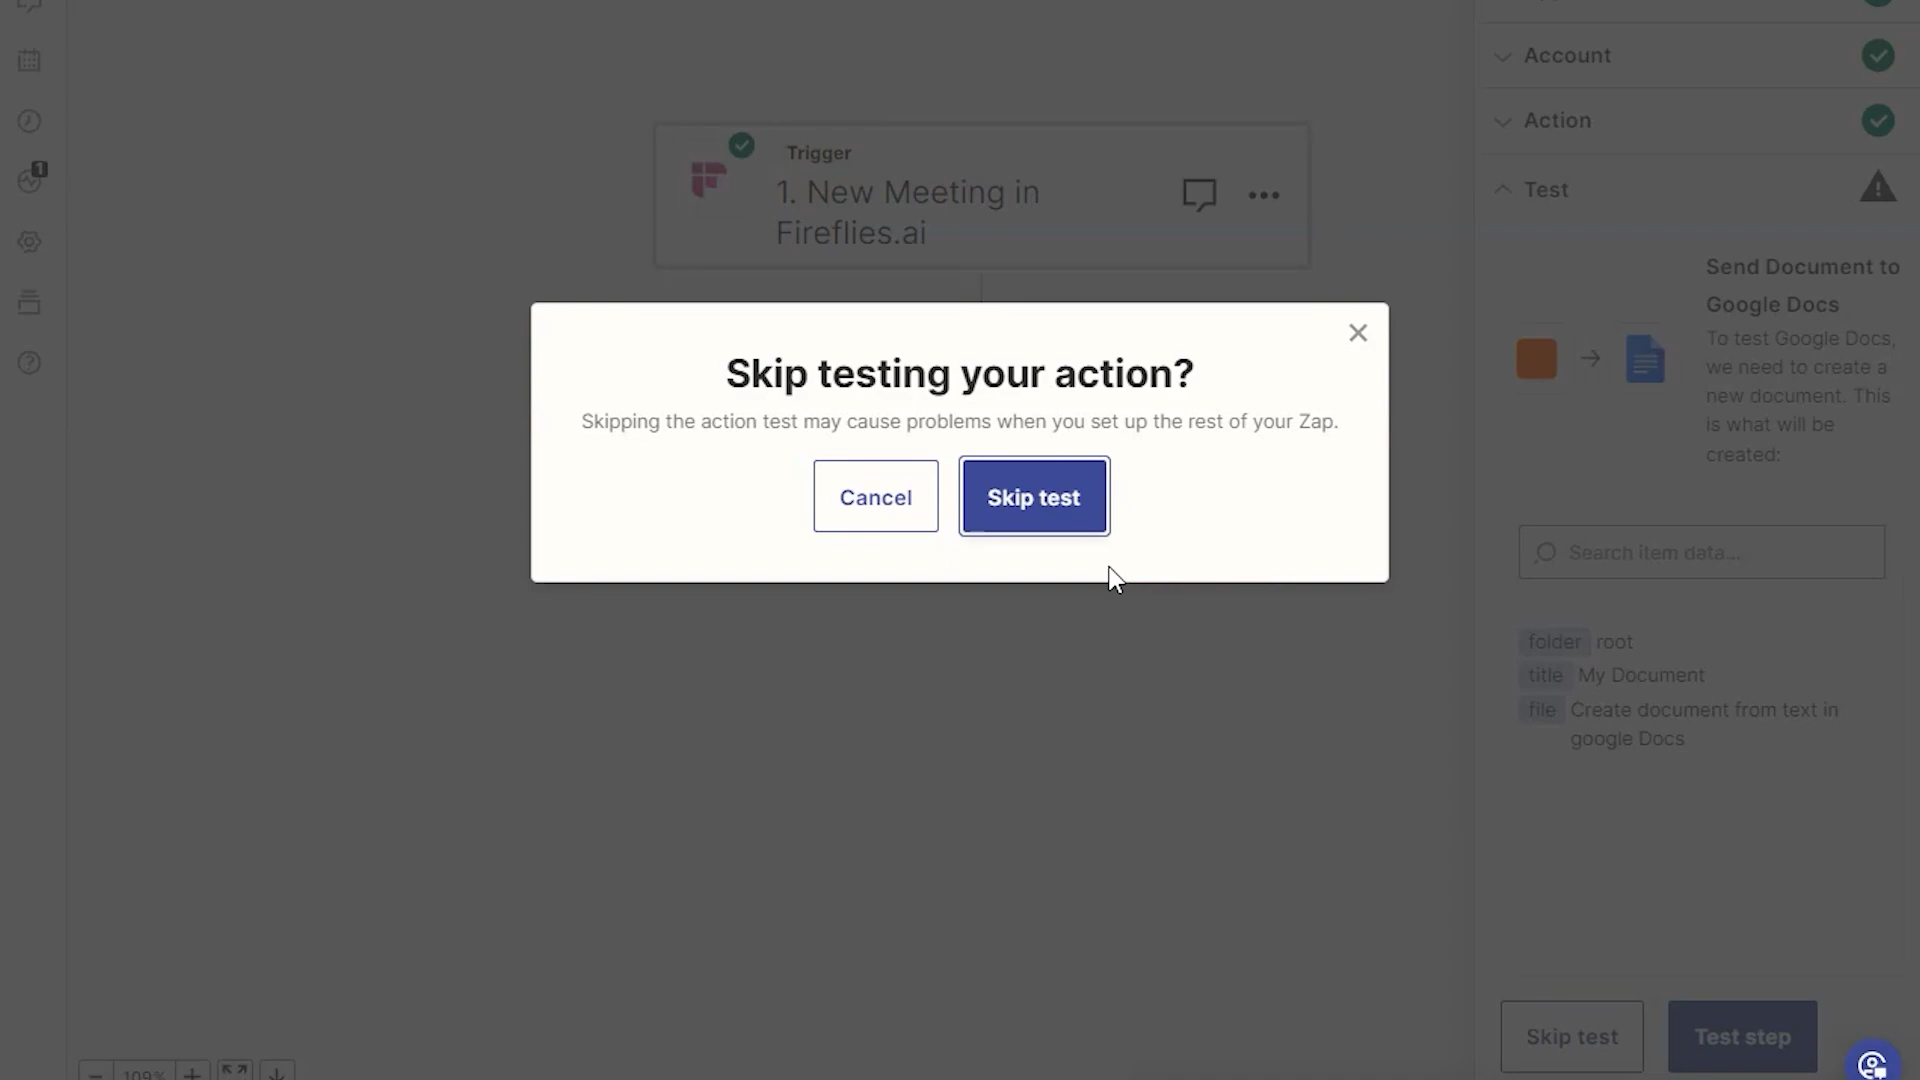 Account
Action
Trigger
1. New Meeting in
Fireflies.ai
1
Test
Send Document to
Google Docs
To test Google Docs,
we need to create a
new document. This
is what will be
created:
Skip testing your action?
Skipping the action test may cause problems when you set up the rest of your Zap.
Cancel
Skip test
Search item data...
folder root
title My Document
file Create document from text in
google Docs
Skip test
Test step
109%